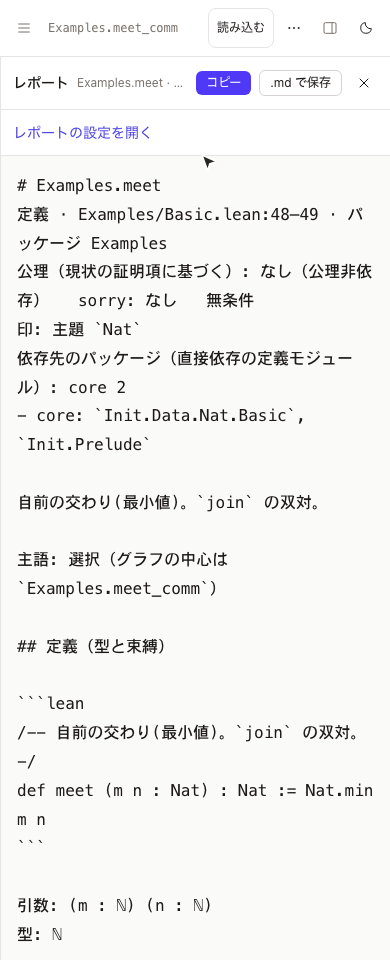 Examples.meet_comm 読み込む …
レポート Examples.meet · ... コピー .md で保存
レポートの設定を開く
# Examples.meet
定義 · Examples/Basic.lean:48–49 · パ
ッケージ Examples
公理（現状の証明項に基づく）: なし（公理非依
存）　sorry: なし　無条件
印: 主題 `Nat`
依存先のパッケージ（直接依存の定義モジュー
ル）: core 2
- core: `Init.Data.Nat.Basic`,
`Init.Prelude`
自前の交わり(最小値)。`join` の双対。
主語: 選択（グラフの中心は
`Examples.meet_comm`）
## 定義（型と束縛）
```lean
/-- 自前の交わり(最小値)。`join` の双対。
-/
def meet (m n : Nat) : Nat := Nat.min
m n
```
引数: (m : ℕ) (n : ℕ)
型: ℕ